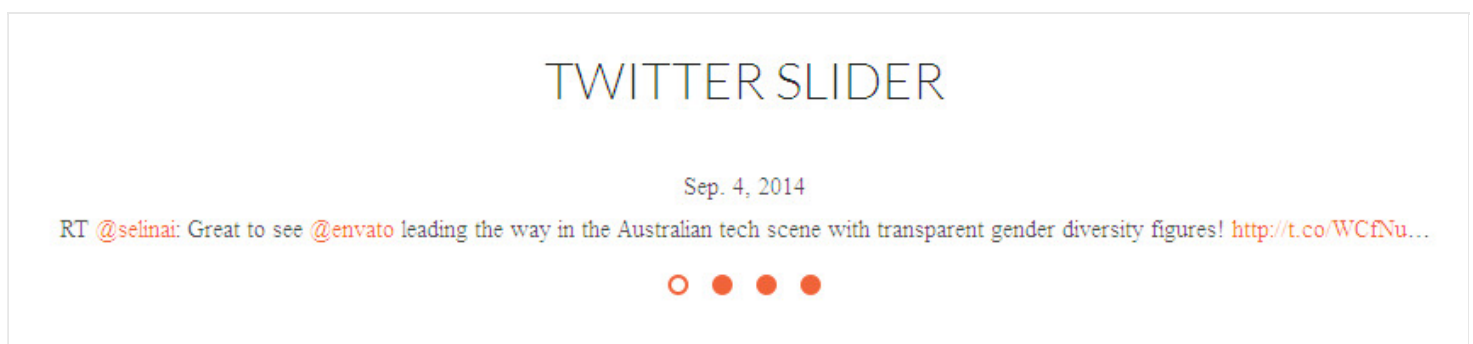 TWITTER SLIDER
Sep. 4, 2014
RT @selinai: Great to see @envato leading the way in the Australian tech scene with transparent gender diversity figures! http://t.co/WCfNu…